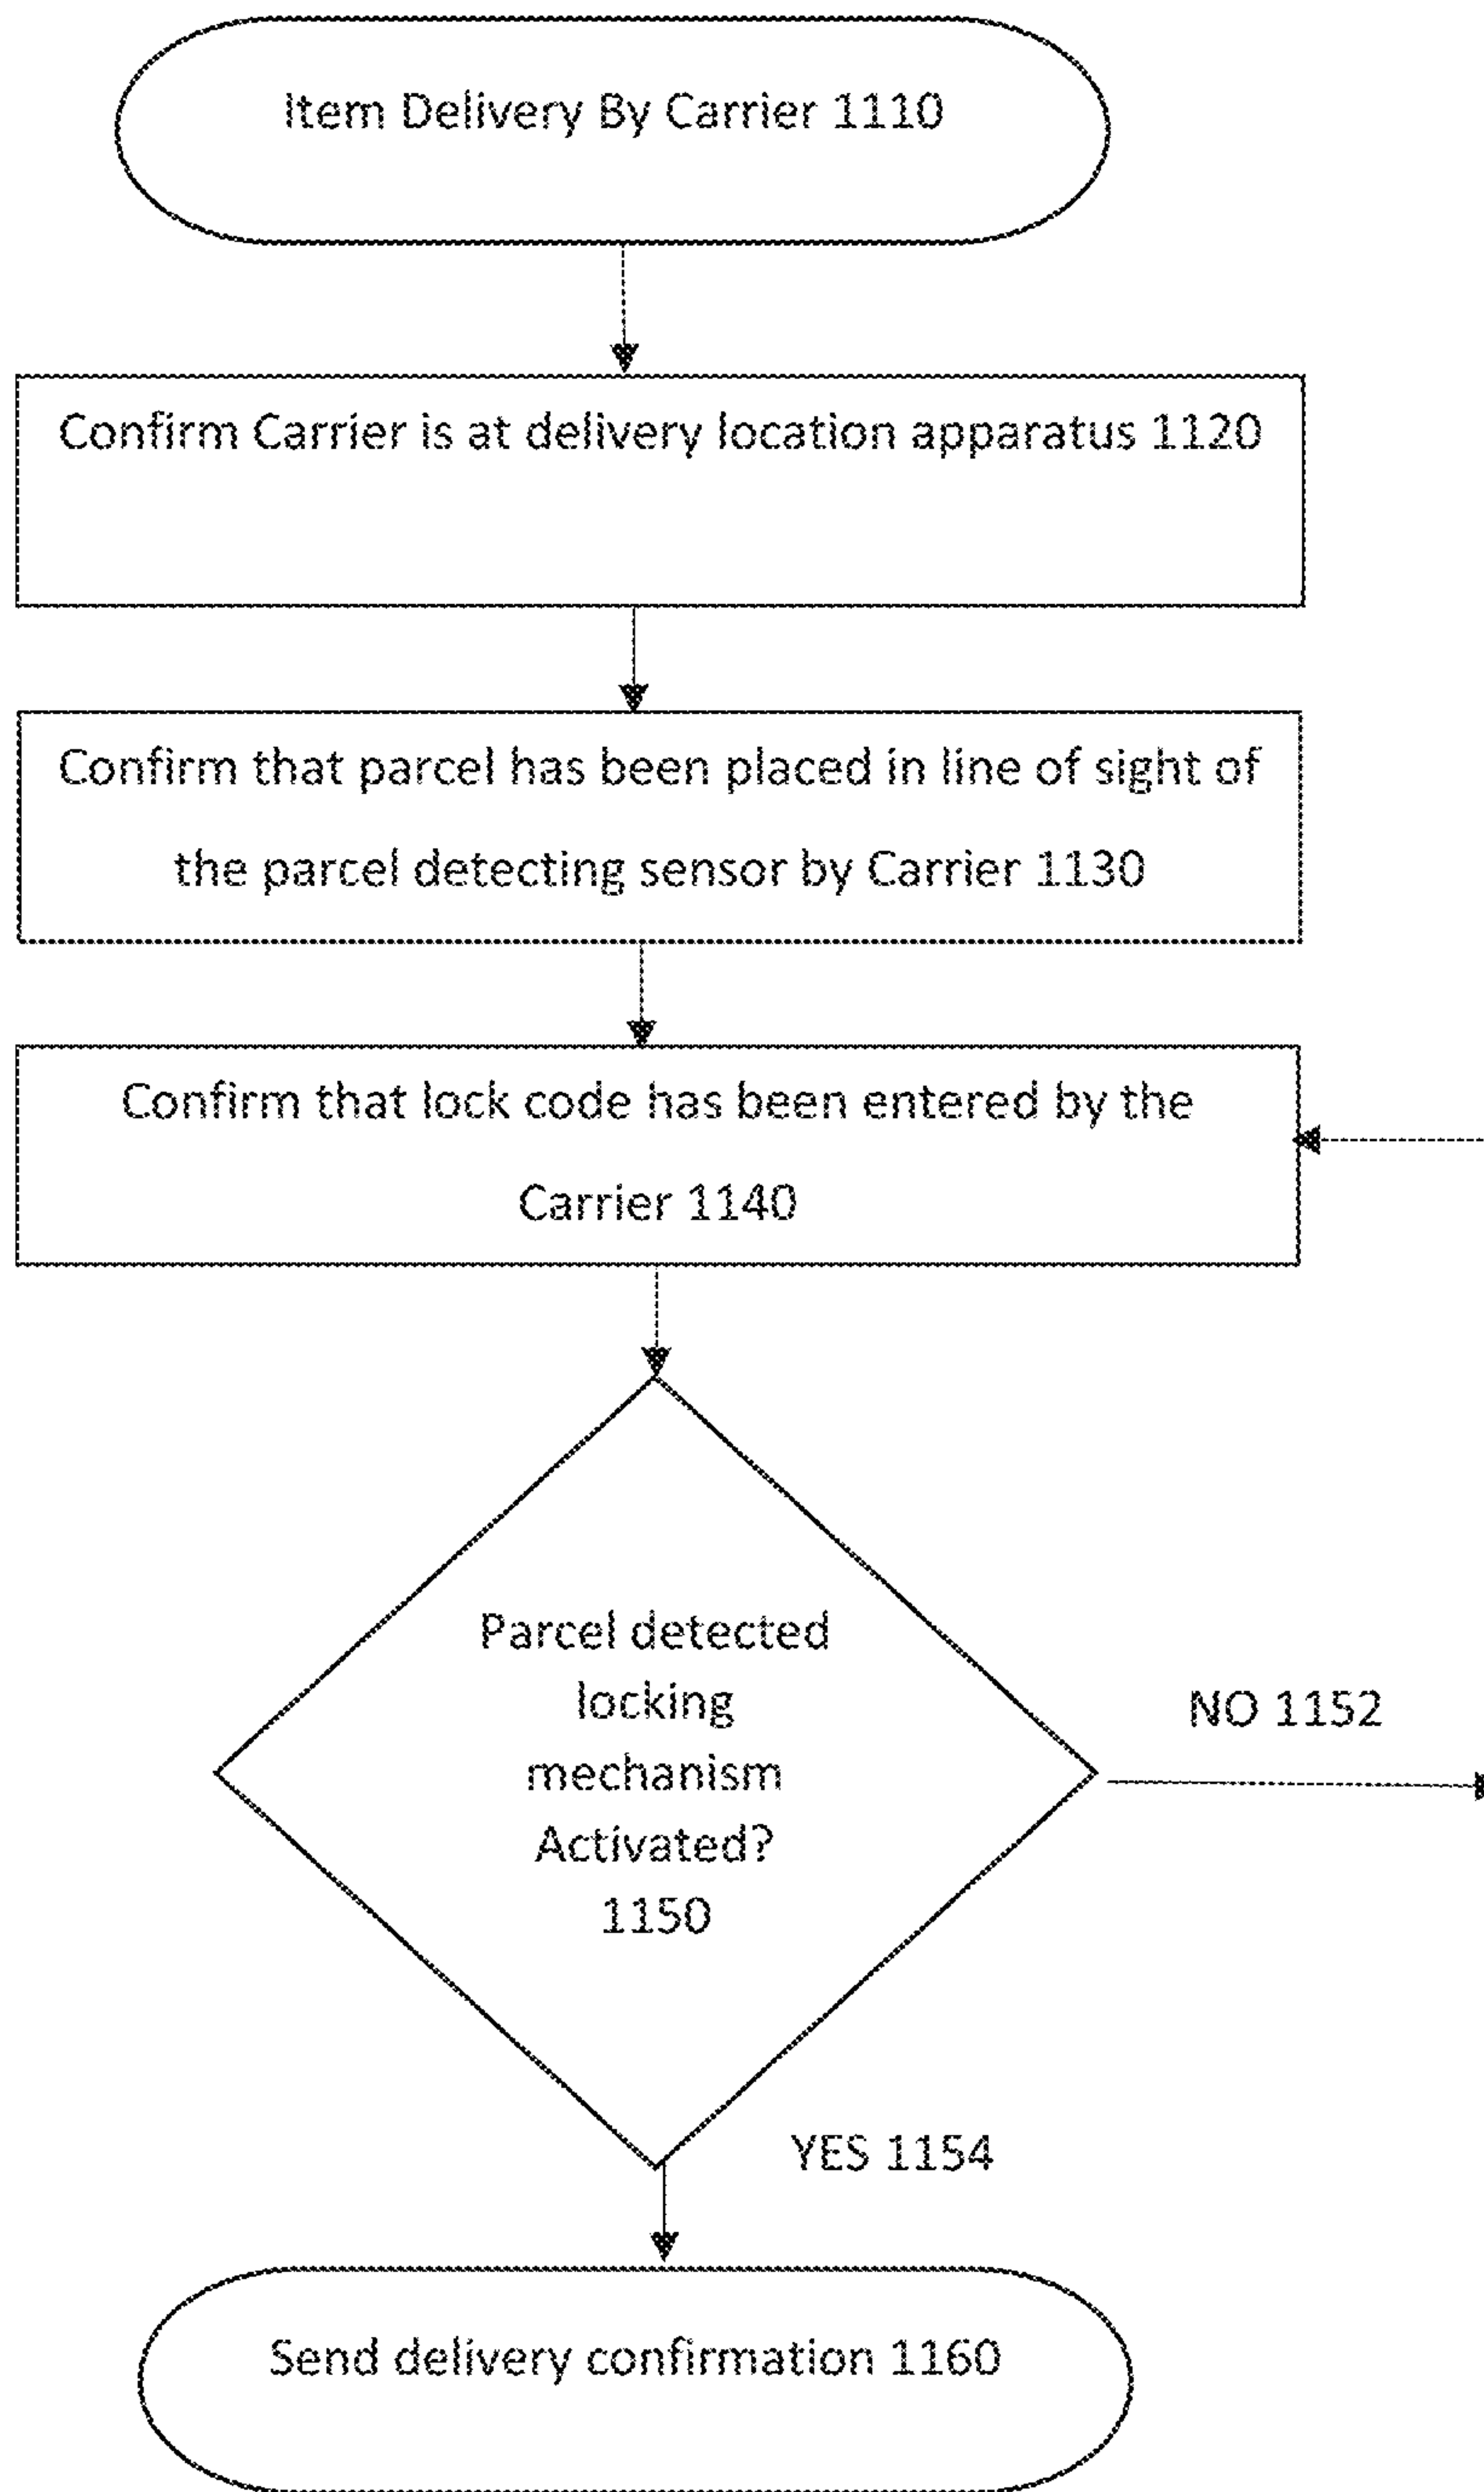 Item Delivery By Carrier 1110
Confirm Carrier is at delivery location apparatus 1120
Confirm that parcel has been placed in line of sight of
the parcel detecting sensor by Carrier 1130
Confirm that lock code has been entered by the
Carrier 1140
Parcel detected
locking
mechanism
Activated?
1150
NO 1152
YES 1154
Send delivery confirmation 1160